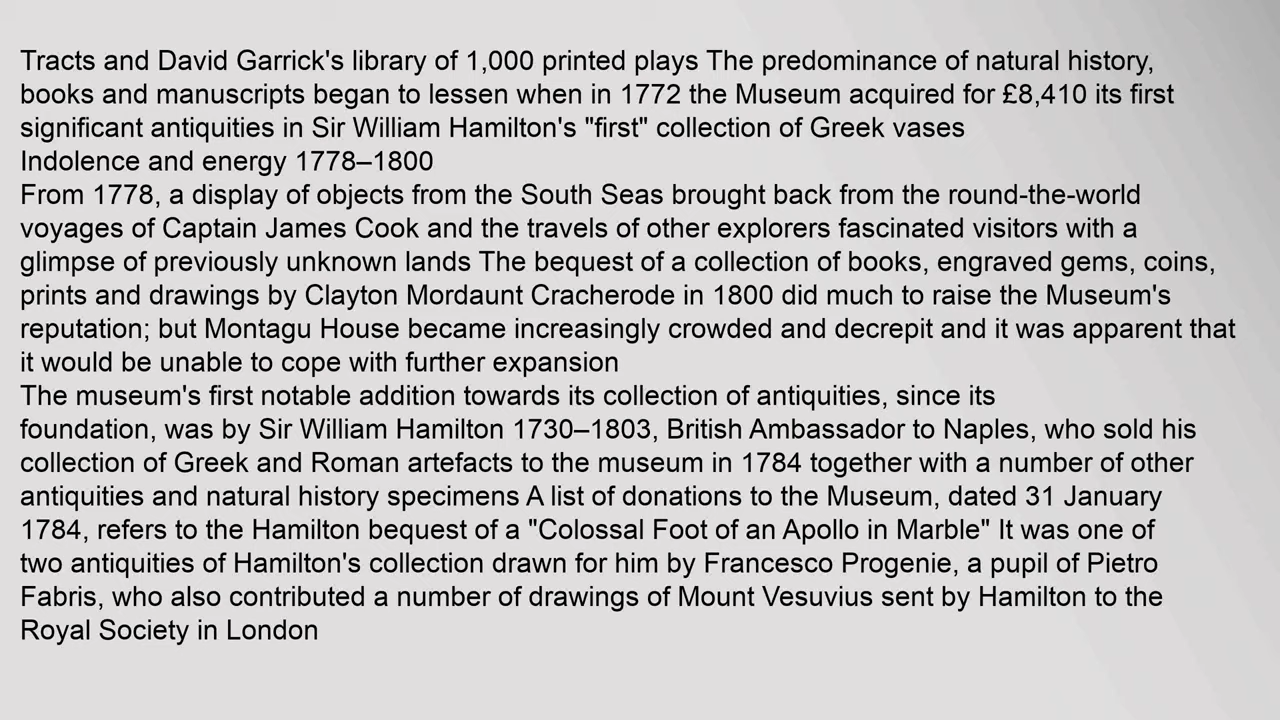 Tracts and David Garrick's library of 1,000 printed plays The predominance of natural history,
books and manuscripts began to lessen when in 1772 the Museum acquired for £8,410 its first
significant antiquities in Sir William Hamilton's "first" collection of Greek vases
Indolence and energy 1778–1800
From 1778, a display of objects from the South Seas brought back from the round-the-world
voyages of Captain James Cook and the travels of other explorers fascinated visitors with a
glimpse of previously unknown lands The bequest of a collection of books, engraved gems, coins,
prints and drawings by Clayton Mordaunt Cracherode in 1800 did much to raise the Museum's
reputation; but Montagu House became increasingly crowded and decrepit and it was apparent that
it would be unable to cope with further expansion
The museum's first notable addition towards its collection of antiquities, since its
foundation, was by Sir William Hamilton 1730–1803, British Ambassador to Naples, who sold his
collection of Greek and Roman artefacts to the museum in 1784 together with a number of other
antiquities and natural history specimens A list of donations to the Museum, dated 31 January
1784, refers to the Hamilton bequest of a "Colossal Foot of an Apollo in Marble" It was one of
two antiquities of Hamilton's collection drawn for him by Francesco Progenie, a pupil of Pietro
Fabris, who also contributed a number of drawings of Mount Vesuvius sent by Hamilton to the
Royal Society in London